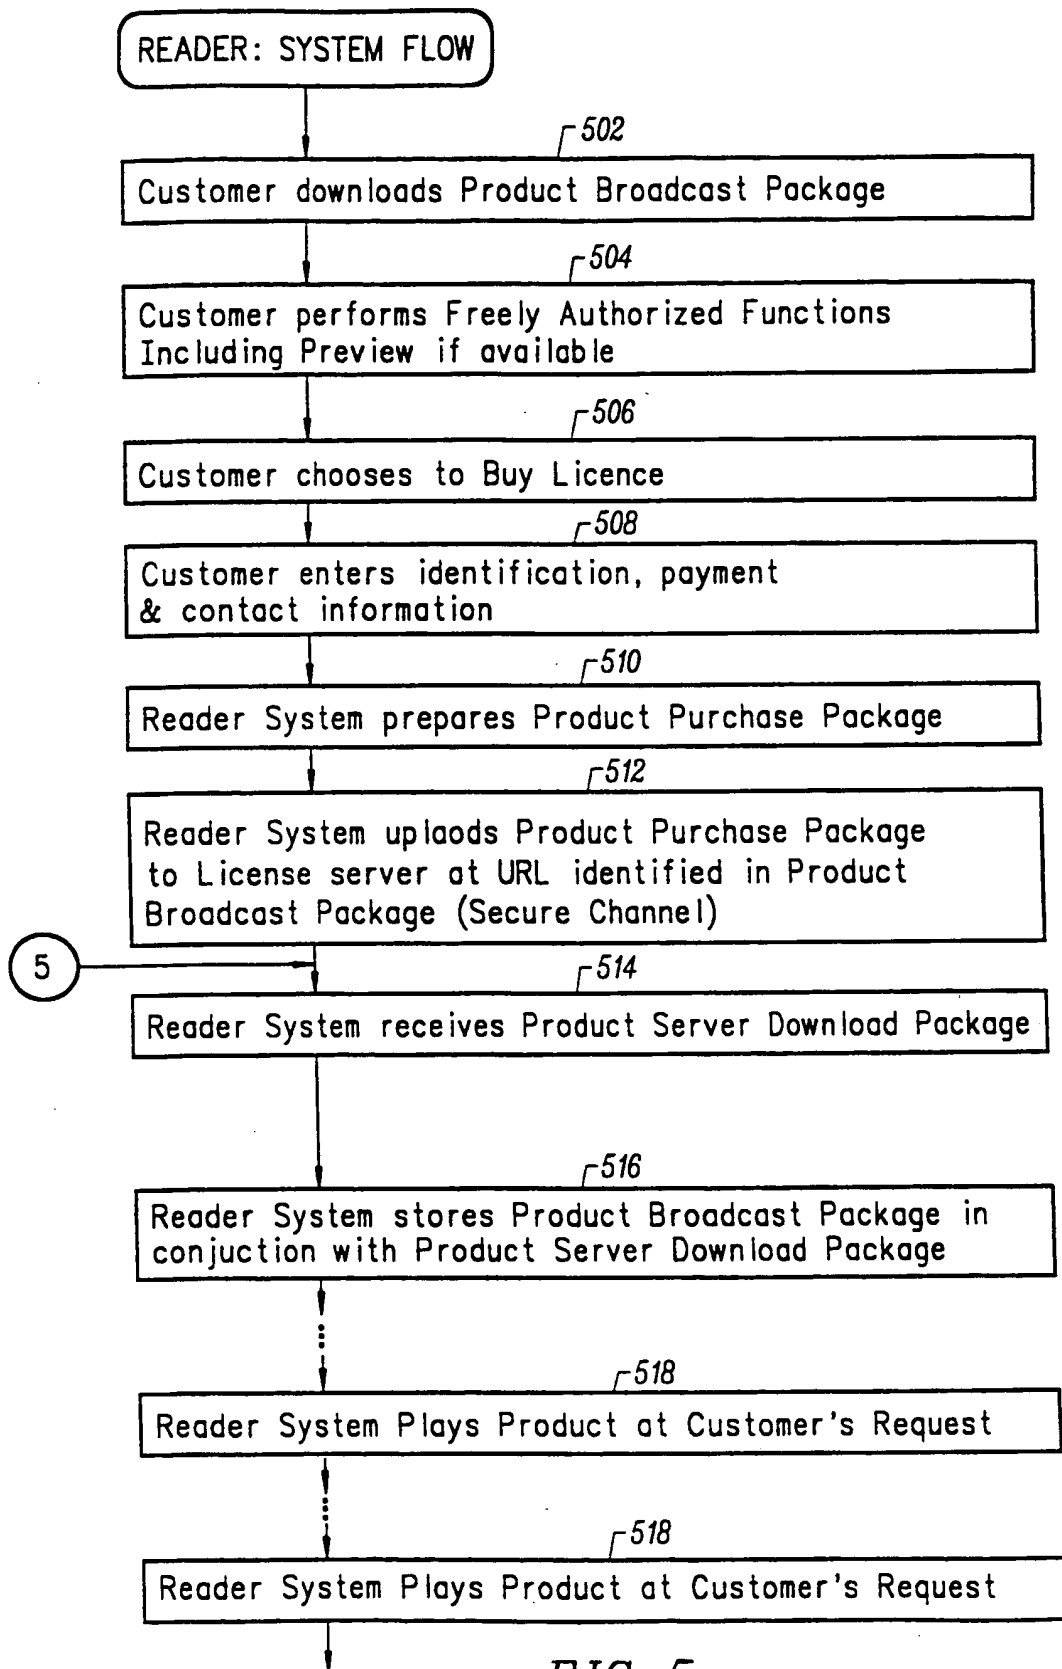 READER: SYSTEM FLOW
502
Customer downloads Product Broadcast Package
504
Customer performs Freely Authorized Functions
Including Preview if available
506
Customer chooses to Buy Licence
508
Customer enters identification, payment
& contact information
510
Reader System prepares Product Purchase Package
512
Reader System uplaods Product Purchase Package
to License server at URL identified in Product
Broadcast Package (Secure Channel)
5
514
Reader System receives Product Server Download Package
516
Reader System stores Product Broadcast Package in
conjuction with Product Server Download Package
518
Reader System Plays Product at Customer's Request
518
Reader System Plays Product at Customer's Request
FIG. 5